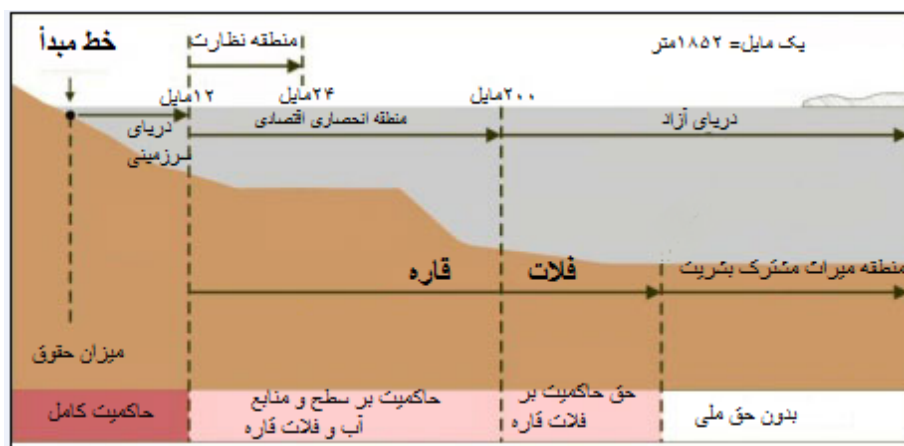 خط مبدأ
منطقه نظارت
یک مایل= ۱۸۵۲متر
۱۲مایل
۲۴مایل
۲۰۰مایل
دریای
سرزمینی
منطقه انحصاری اقتصادی
دریای آزاد
فلات قاره
منطقه میراث مشترک بشریت
میزان حقوق
حاکمیت کامل
حاکمیت بر سطح و منابع
آب و فلات قاره
حق حاکمیت بر
فلات قاره
بدون حق ملی